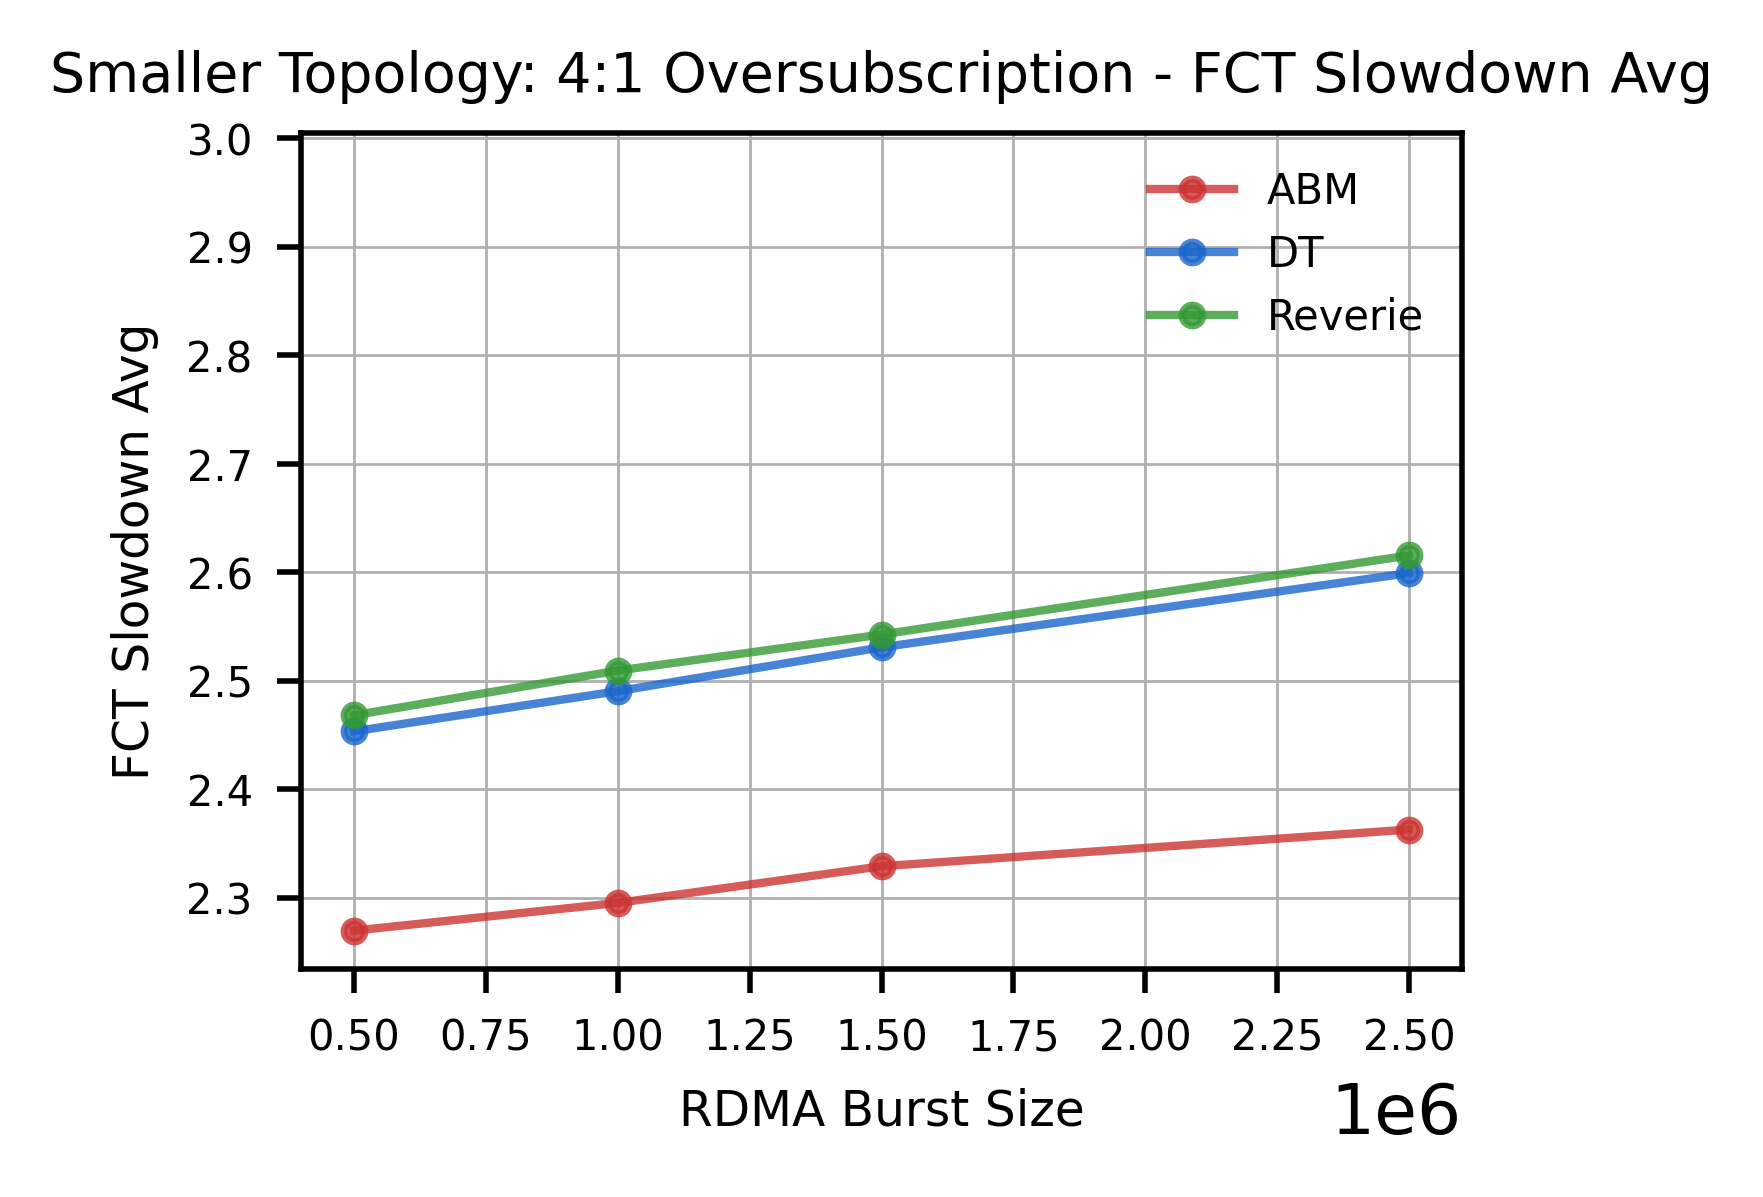 Smaller Topology: 4:1 Oversubscription - FCT Slowdown Avg
3.0
2.9
2.8
2.7
2.6
2.5
2.4
2.3
FCT Slowdown Avg
ABM
DT
Reverie
0.50 0.75 1.00 1.25 1.50 1.75 2.00 2.25 2.50
RDMA Burst Size
1e6